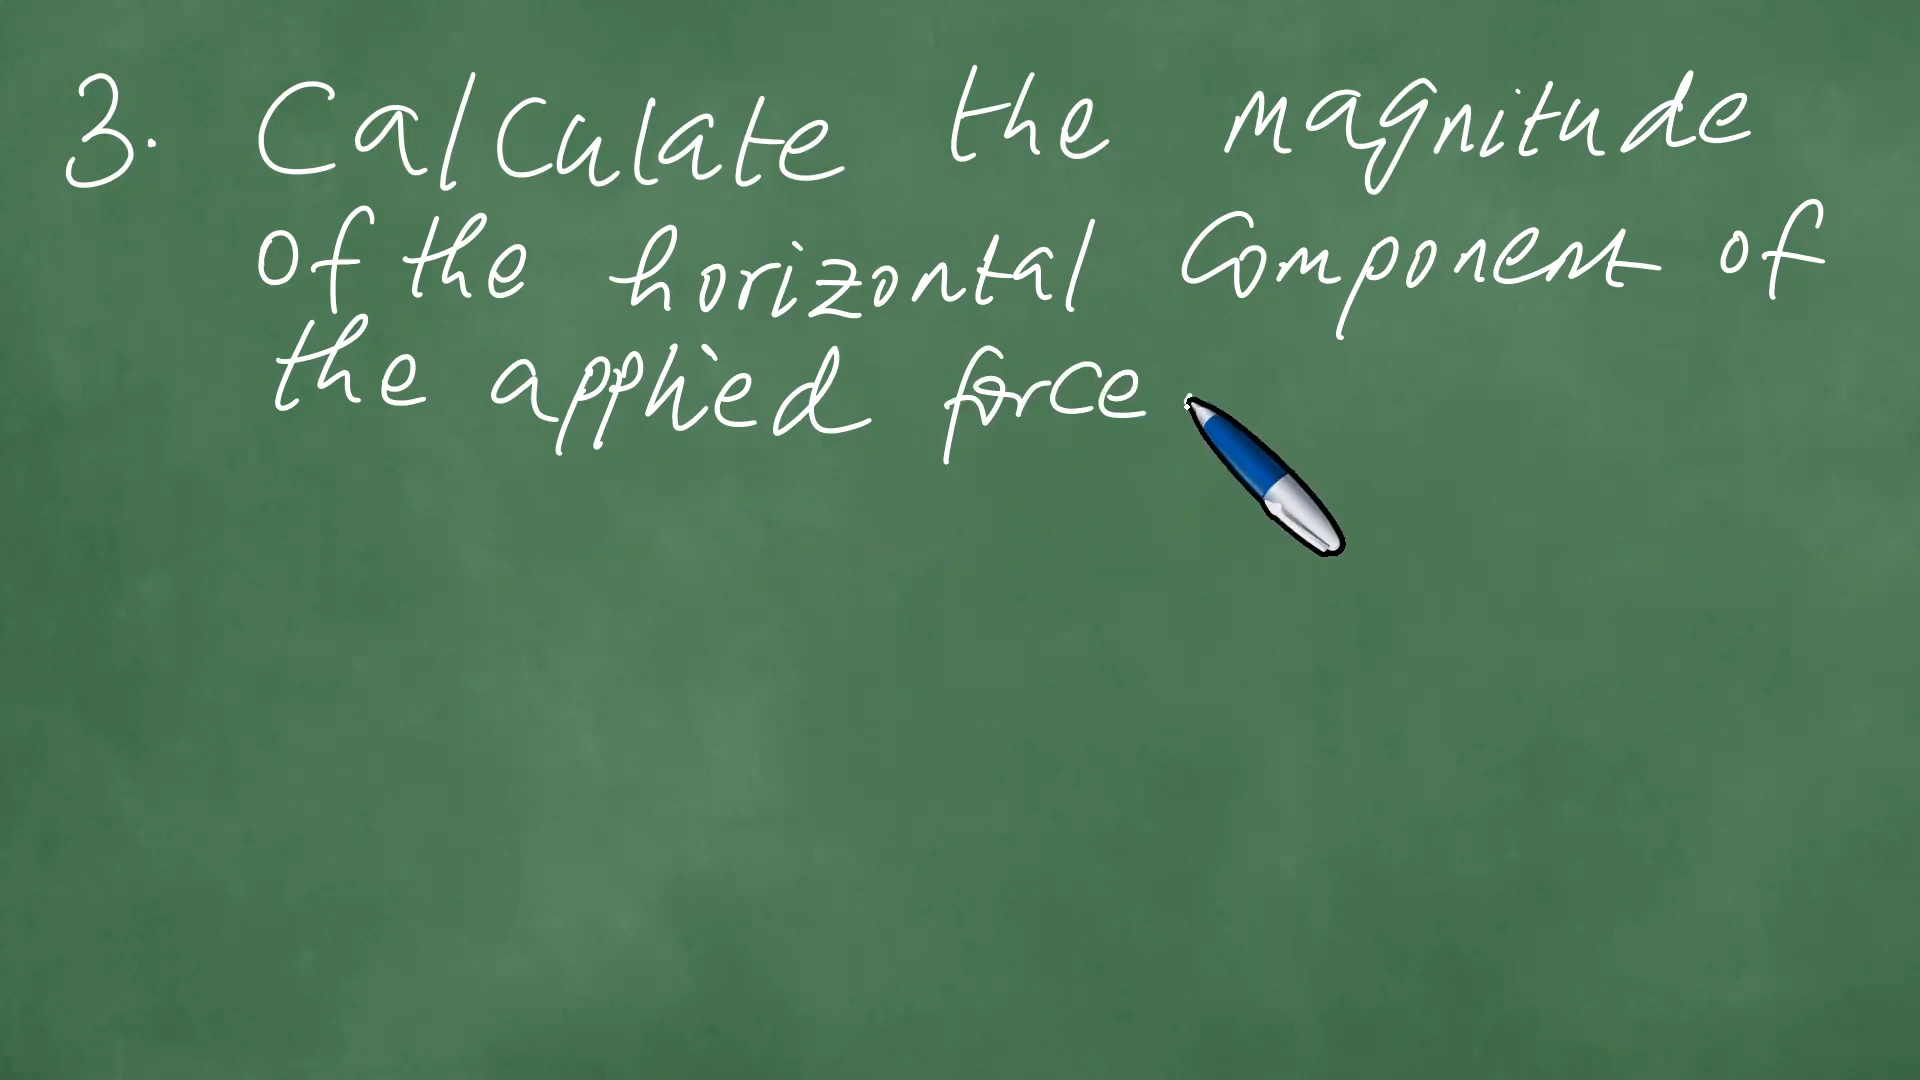 3. Calculate the magnitude
of the horizontal Component of
the applied force